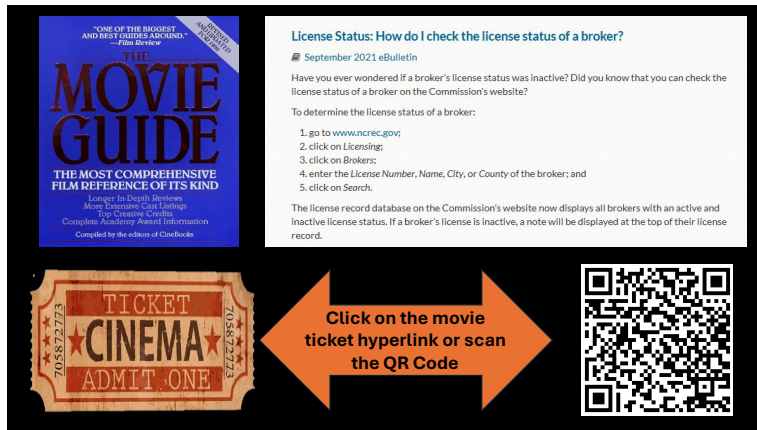 "ONE OF THE BIGGEST
AND BEST GUIDES AROUND."
—Film Review
REVISED
AND UPDATED
FOR 1998
THE
MOVIE
GUIDE
THE MOST COMPREHENSIVE
FILM REFERENCE OF ITS KIND
Longer In-Depth Reviews
More Extensive Cast Listings
Top Creative Credits
Complete Academy Award Information
Compiled by the editors of CineBooks
License Status: How do I check the license status of a broker?
September 2021 eBulletin
Have you ever wondered if a broker's license status was inactive? Did you know that you can check the
license status of a broker on the Commission's website?
To determine the license status of a broker:
1. go to www.ncrec.gov;
2. click on Licensing;
3. click on Brokers;
4. enter the License Number, Name, City, or County of the broker; and
5. click on Search.
The license record database on the Commission's website now displays all brokers with an active and
inactive license status. If a broker's license is inactive, a note will be displayed at the top of their license
record.
705872773
TICKET
CINEMA
ADMIT ONE
705872773
Click on the movie
ticket hyperlink or scan
the QR Code